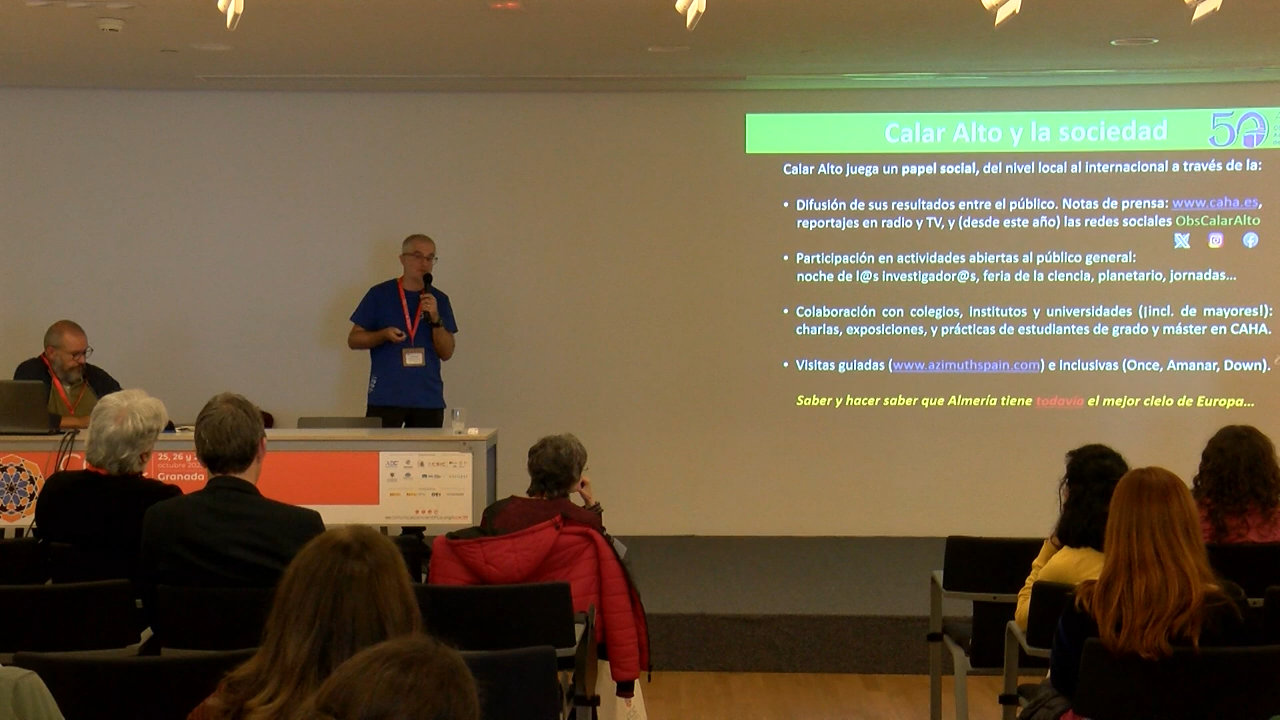 Calar Alto y la sociedad
50
Calar Alto juega un papel social, del nivel local al internacional a través de la:
• Difusión de sus resultados entre el público. Notas de prensa: www.caha.es,
reportajes en radio y TV, y (desde este año) las redes sociales ObsCalarAlto
• Participación en actividades abiertas al público general:
noche de l@s investigador@s, feria de la ciencia, planetario, jornadas...
• Colaboración con colegios, institutos y universidades (¡incl. de mayores!):
charlas, exposiciones, y prácticas de estudiantes de grado y máster en CAHA.
• Visitas guiadas (www.azimuthspain.com) e inclusivas (Once, Amanar, Down).
Saber y hacer saber que Almería tiene todavía el mejor cielo de Europa...
25, 26 y
octubre
Granada